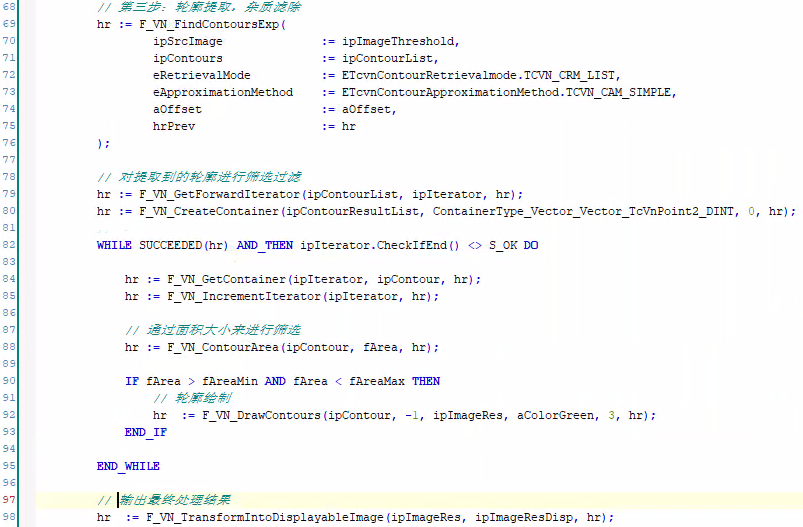 68 // 第三步：轮廓提取，杂质滤除
69 hr := F_VN_FindContoursExp(
70 ipSrcImage := ipImageThreshold,
71 ipContours := ipContourList,
72 eRetrievalMode := ETcvnContourRetrievalmode.TCVN_CRM_LIST,
73 eApproximationMethod := ETcvnContourApproximationMethod.TCVN_CAM_SIMPLE,
74 aOffset := aOffset,
75 hrPrev := hr
76 );
77
78 // 对提取到的轮廓进行筛选过滤
79 hr := F_VN_GetForwardIterator(ipContourList, ipIterator, hr);
80 hr := F_VN_CreateContainer(ipContourResultList, ContainerType_Vector_Vector_TcVnPoint2_DINT, 0, hr);
81
82 WHILE SUCCEEDED(hr) AND_THEN ipIterator.CheckIfEnd() <> S_OK DO
83
84 hr := F_VN_GetContainer(ipIterator, ipContour, hr);
85 hr := F_VN_IncrementIterator(ipIterator, hr);
86
87 // 通过面积大小来进行筛选
88 hr := F_VN_ContourArea(ipContour, fArea, hr);
89
90 IF fArea > fAreaMin AND fArea < fAreaMax THEN
91 // 轮廓绘制
92 hr := F_VN_DrawContours(ipContour, -1, ipImageRes, aColorGreen, 3, hr);
93 END_IF
94
95 END_WHILE
96
97 // 输出最终处理结果
98 hr := F_VN_TransformIntoDisplayableImage(ipImageRes, ipImageResDisp, hr);